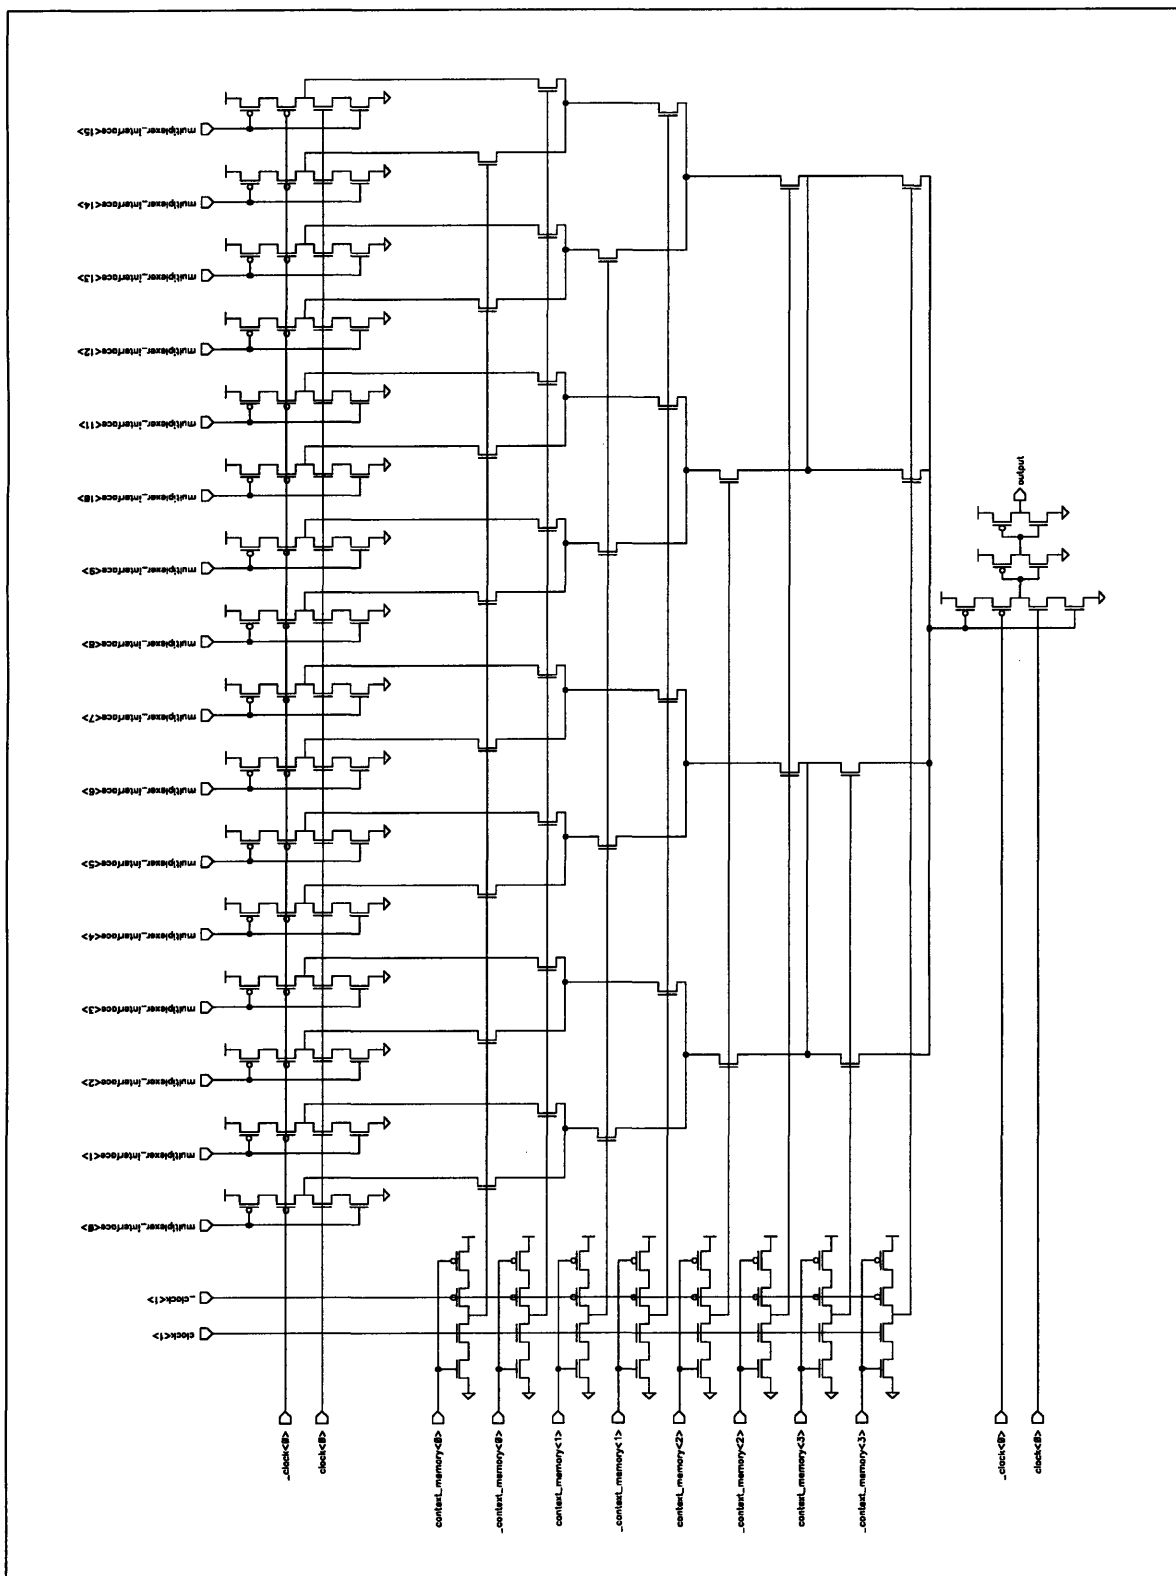 multiplexer_interface<15>
multiplexer_interface<14>
multiplexer_interface<13>
multiplexer_interface<12>
multiplexer_interface<11>
multiplexer_interface<10>
multiplexer_interface<9>
multiplexer_interface<8>
multiplexer_interface<7>
multiplexer_interface<6>
multiplexer_interface<5>
multiplexer_interface<4>
multiplexer_interface<3>
multiplexer_interface<2>
multiplexer_interface<1>
multiplexer_interface<0>
_clock<1>
clock<1>
_clock<0>
clock<0>
context_memory<0>
_context_memory<0>
context_memory<1>
_context_memory<1>
context_memory<2>
_context_memory<2>
context_memory<3>
_context_memory<3>
_clock<0>
clock<0>
output